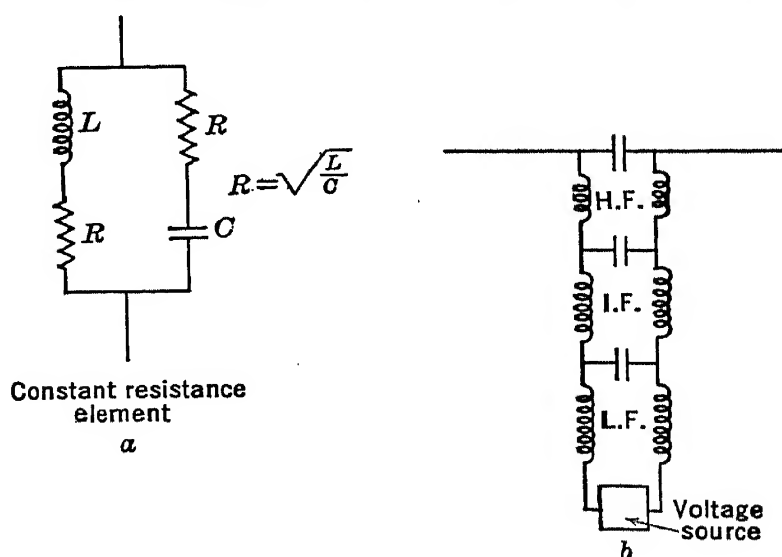 L
R
R = √L/C
R
C
Constant resistance
element
a
H.F.
I.F.
L.F.
Voltage
source
b